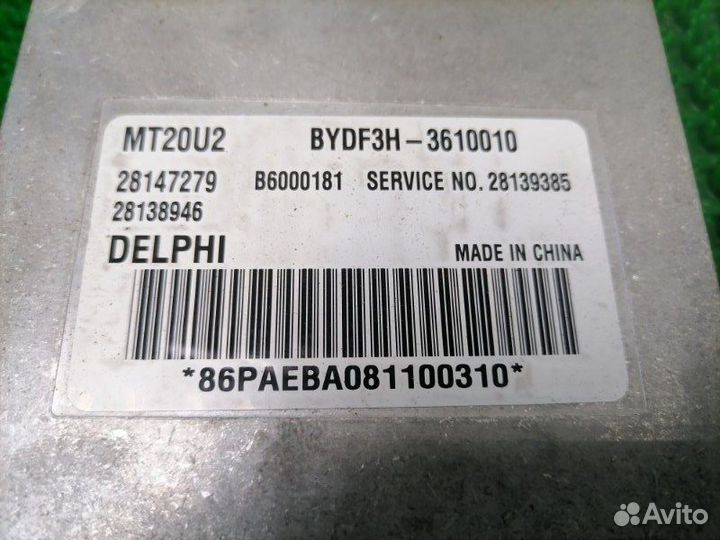 MT20U2 BYDF3H-3610010
28147279 B6000181 SERVICE NO. 28139385
28138946
DELPHI MADE IN CHINA
*86PAEBA081100310*
Avito